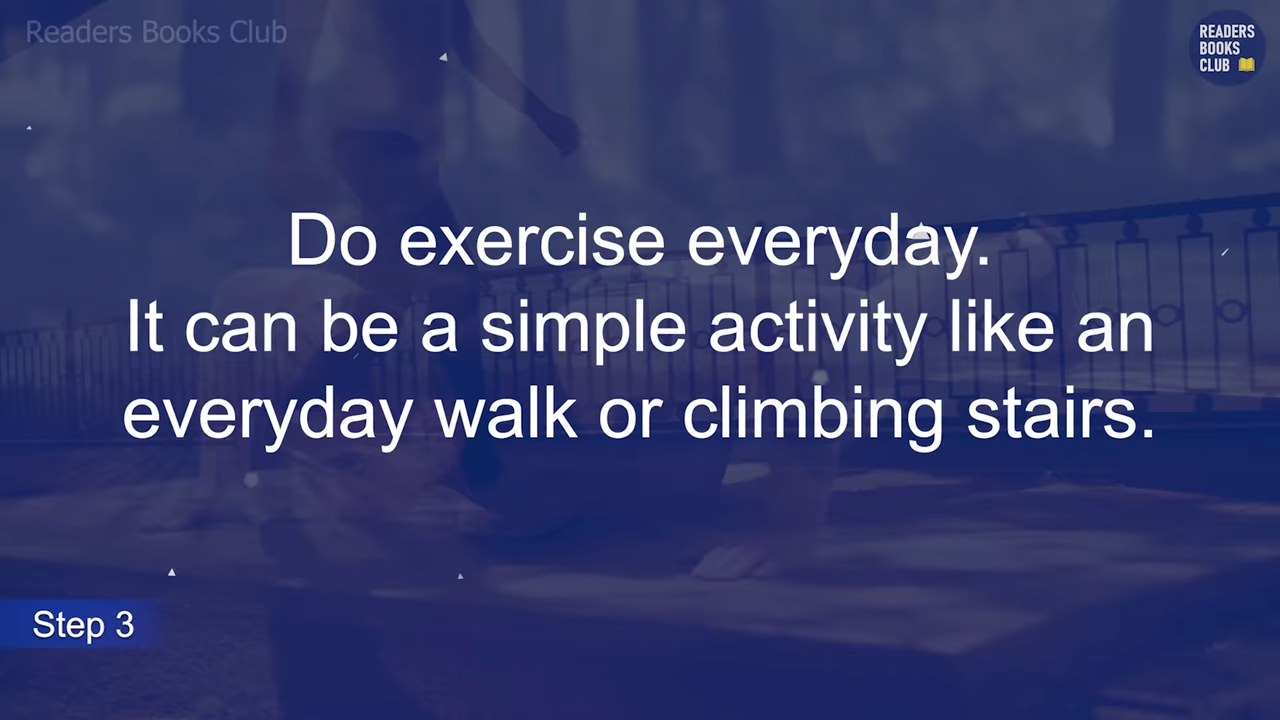 Readers Books Club
READERS
BOOKS
CLUB
Do exercise everyday.
It can be a simple activity like an
everyday walk or climbing stairs.
Step 3